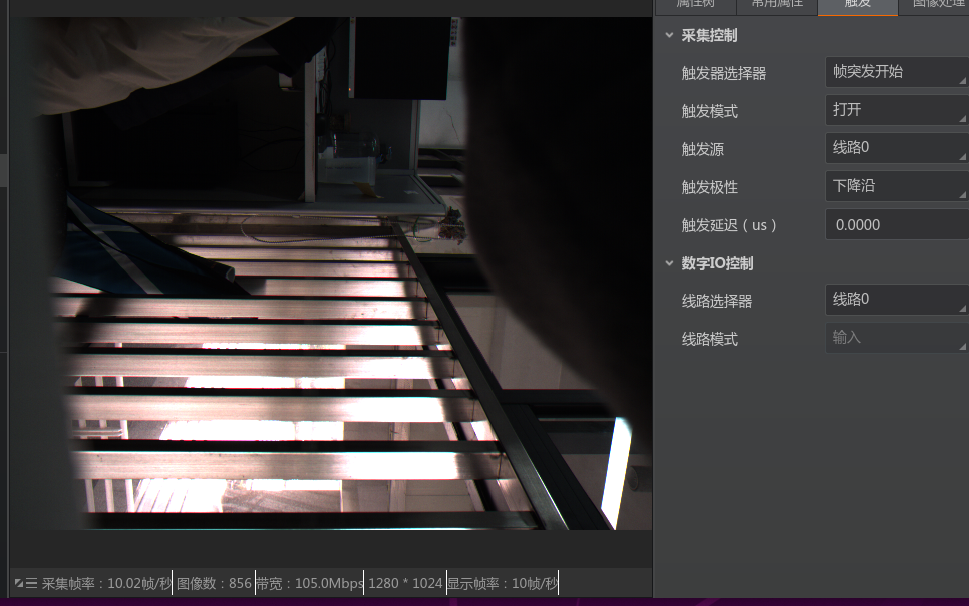 属性树 常用属性 触发 图像处理
采集控制
触发器选择器 帧突发开始
触发模式 打开
触发源 线路0
触发极性 下降沿
触发延迟（us） 0.0000
数字IO控制
线路选择器 线路0
线路模式 输入
采集帧率：10.02帧/秒 图像数：856 带宽：105.0Mbps 1280 * 1024 显示帧率：10帧/秒